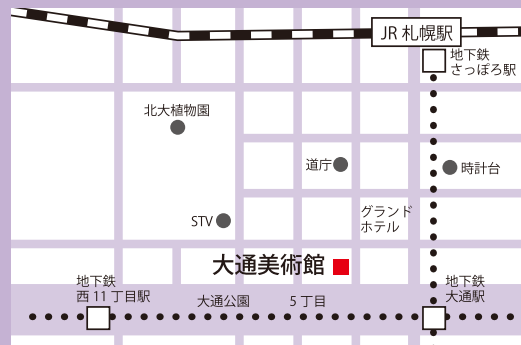 JR 札幌駅
地下鉄
さっぽろ駅
北大植物園
道庁
時計台
グランド
ホテル
STV
大通美術館
地下鉄
西 11 丁目駅
大通公園
5 丁目
地下鉄
大通駅